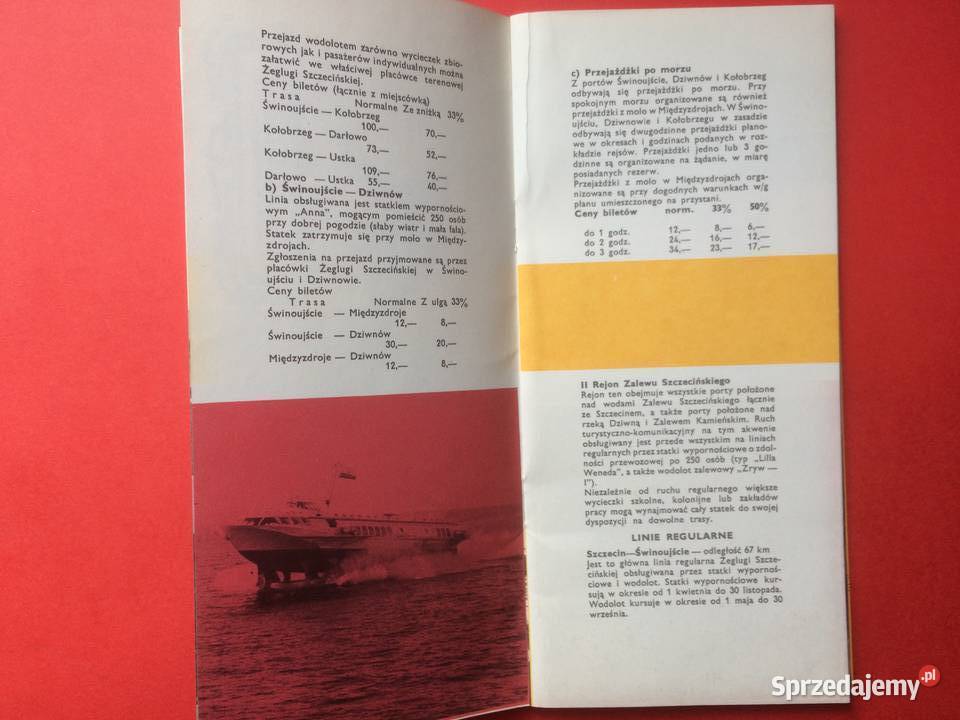 Przejazd wodolotem zarówno wycieczek zbio-
rowych jak i pasażerów indywidualnych można
załatwić we właściwej placówce terenowej
Żeglugi Szczecińskiej.
Ceny biletów (łącznie z miejscówką)
Trasa Normalne Ze zniżką 33%
Świnoujście — Kołobrzeg
100,— 70,—
Kołobrzeg — Darłowo
73,— 52,—
Kołobrzeg — Ustka
109,— 76,—
Darłowo — Ustka 55,— 40,—
b) Świnoujście — Dziwnów
Linia obsługiwana jest statkiem wypornościo-
wym „Anna", mogącym pomieścić 250 osób
przy dobrej pogodzie (słaby wiatr i mała fala).
Statek zatrzymuje się przy molo w Między-
zdrojach.
Zgłoszenia na przejazd przyjmowane są przez
placówki Żeglugi Szczecińskiej w Świno-
ujściu i Dziwnowie.
Ceny biletów
Trasa Normalne Z ulgą 33%
Świnoujście — Międzyzdroje
12,— 8,—
Świnoujście — Dziwnów
30,— 20,—
Międzyzdroje — Dziwnów
12,— 8,—
c) Przejażdżki po morzu
Z portów Świnoujście, Dziwnów i Kołobrzeg
odbywają się przejażdżki po morzu. Przy
spokojnym morzu organizowane są również
przejażdżki z molo w Międzyzdrojach. W Świno-
ujściu, Dziwnowie i Kołobrzegu w zasadzie
odbywają się dwugodzinne przejażdżki plano-
we w okresach i godzinach podanych w roz-
kładzie rejsów. Przejażdżki jedno lub 3 go-
dzinne są organizowane na żądanie, w miarę
posiadanych rezerw.
Przejażdżki z molo w Międzyzdrojach orga-
nizowane są przy dogodnych warunkach w/g
planu umieszczonego na przystani.
Ceny biletów norm. 33% 50%
do 1 godz. 12,— 8,— 6,—
do 2 godz. 24,— 16,— 12,—
do 3 godz. 34,— 23,— 17,—
II Rejon Zalewu Szczecińskiego
Rejon ten obejmuje wszystkie porty położone
nad wodami Zalewu Szczecińskiego łącznie
ze Szczecinem, a także porty położone nad
rzeką Dziwną i Zalewem Kamieńskim. Ruch
turystyczno-komunikacyjny na tym akwenie
obsługiwany jest przede wszystkim na liniach
regularnych przez statki wypornościowe o zdol-
ności przewozowej po 250 osób (typ „Lilla
Weneda", a także wodolot zalewowy „Zryw —
I").
Niezależnie od ruchu regularnego większe
wycieczki szkolne, kolonijne lub zakładów
pracy mogą wynajmować cały statek do swojej
dyspozycji na dowolne trasy.
LINIE REGULARNE
Szczecin—Świnoujście — odległość 67 km
Jest to główna linia regularna Żeglugi Szcze-
cińskiej obsługiwana przez statki wypornoś-
ciowe i wodolot. Statki wypornościowe kur-
sują w okresie od 1 kwietnia do 30 listopada.
Wodolot kursuje w okresie od 1 maja do 30
września.
Sprzedajemy.pl